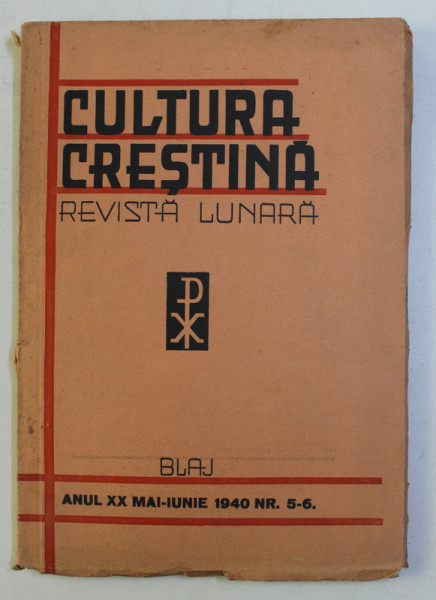 CULTURA
CREȘTINĂ
REVISTĂ LUNARĂ
BLAJ
ANUL XX MAI-IUNIE 1940 NR. 5-6.